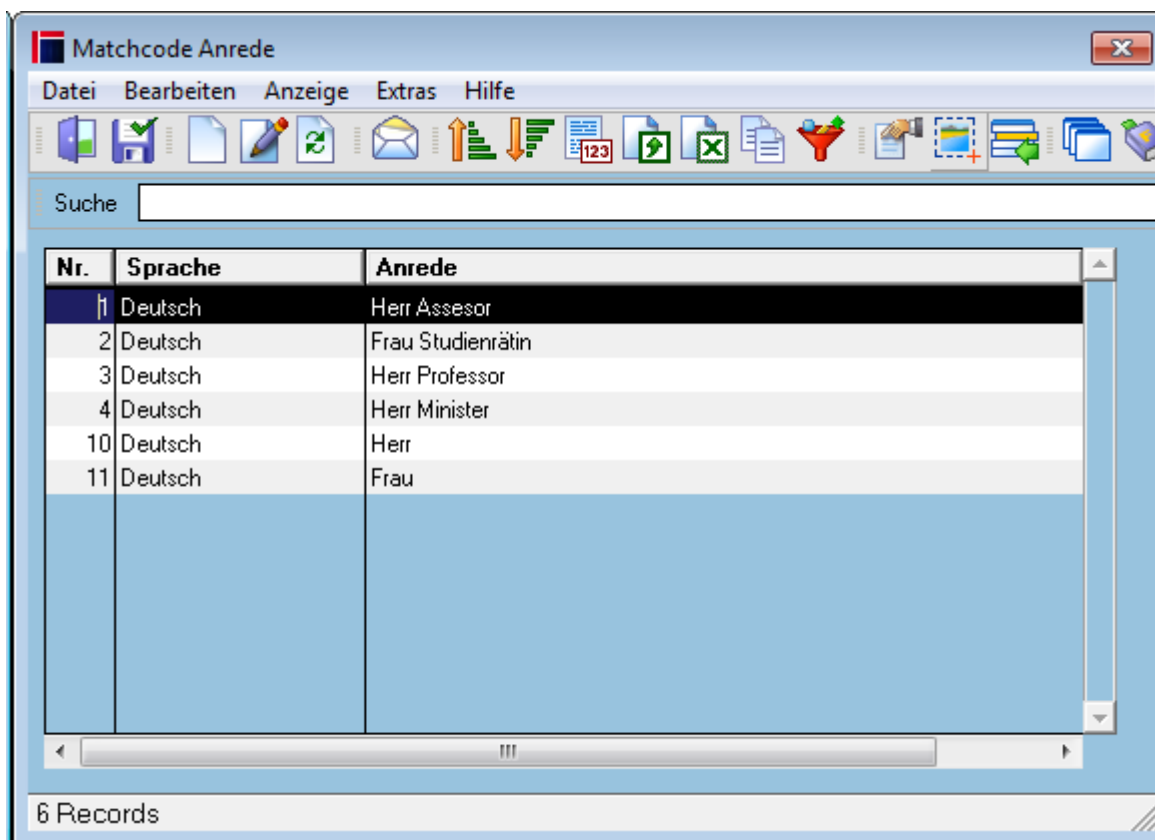 Matchcode Anrede
Datei Bearbeiten Anzeige Extras Hilfe
123
Suche
Nr. Sprache Anrede
1 Deutsch Herr Assesor
2 Deutsch Frau Studienrätin
3 Deutsch Herr Professor
4 Deutsch Herr Minister
10 Deutsch Herr
11 Deutsch Frau
6 Records